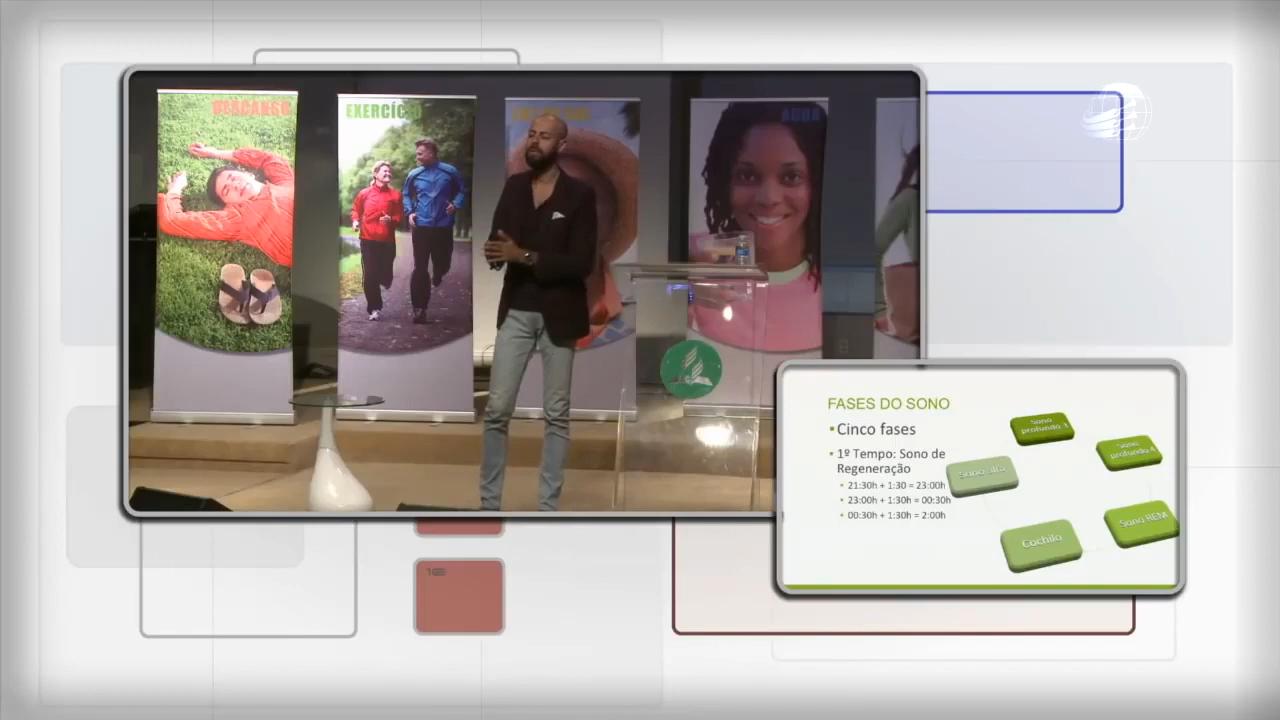 DESCANSO
EXERCÍCIO
ÁGUA
FASES DO SONO
Cinco fases
1º Tempo: Sono de
Regeneração
21:30h + 1:30 = 23:00h
23:00h + 1:30h = 00:30h
00:30h + 1:30h = 2:00h
Sono
profundo 3
Sono
profundo 4
Sono REM
Cochilo